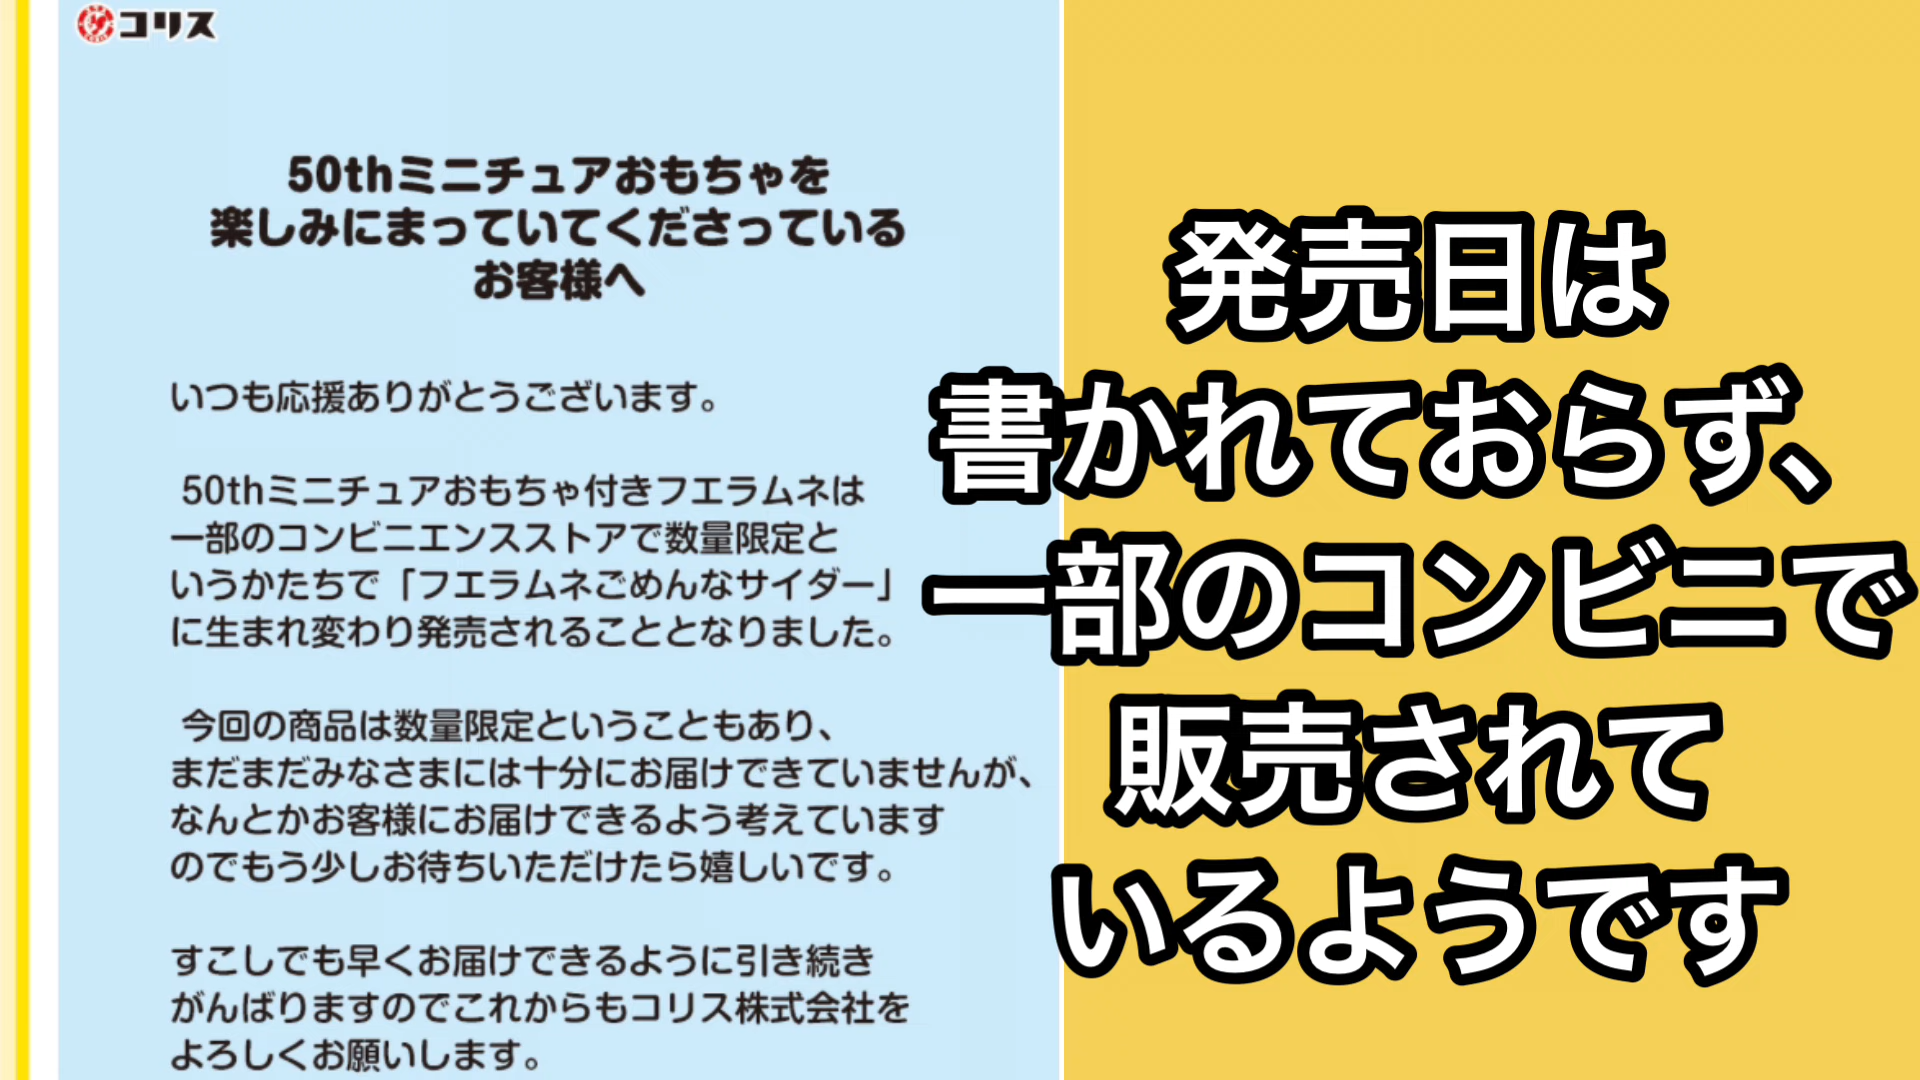 コリス
50thミニチュアおもちゃを
楽しみにまっていてくださっている
お客様へ
いつも応援ありがとうございます。
50thミニチュアおもちゃ付きフエラムネは
一部のコンビニエンスストアで数量限定と
いうかたちで「フエラムネごめんなサイダー」
に生まれ変わり発売されることとなりました。
今回の商品は数量限定ということもあり、
まだまだみなさまには十分にお届けできていませんが、
なんとかお客様にお届けできるよう考えています
のでもう少しお待ちいただけたら嬉しいです。
すこしでも早くお届けできるように引き続き
がんばりますのでこれからもコリス株式会社を
よろしくお願いします。
発売日は
書かれておらず、
一部のコンビニで
販売されて
いるようです